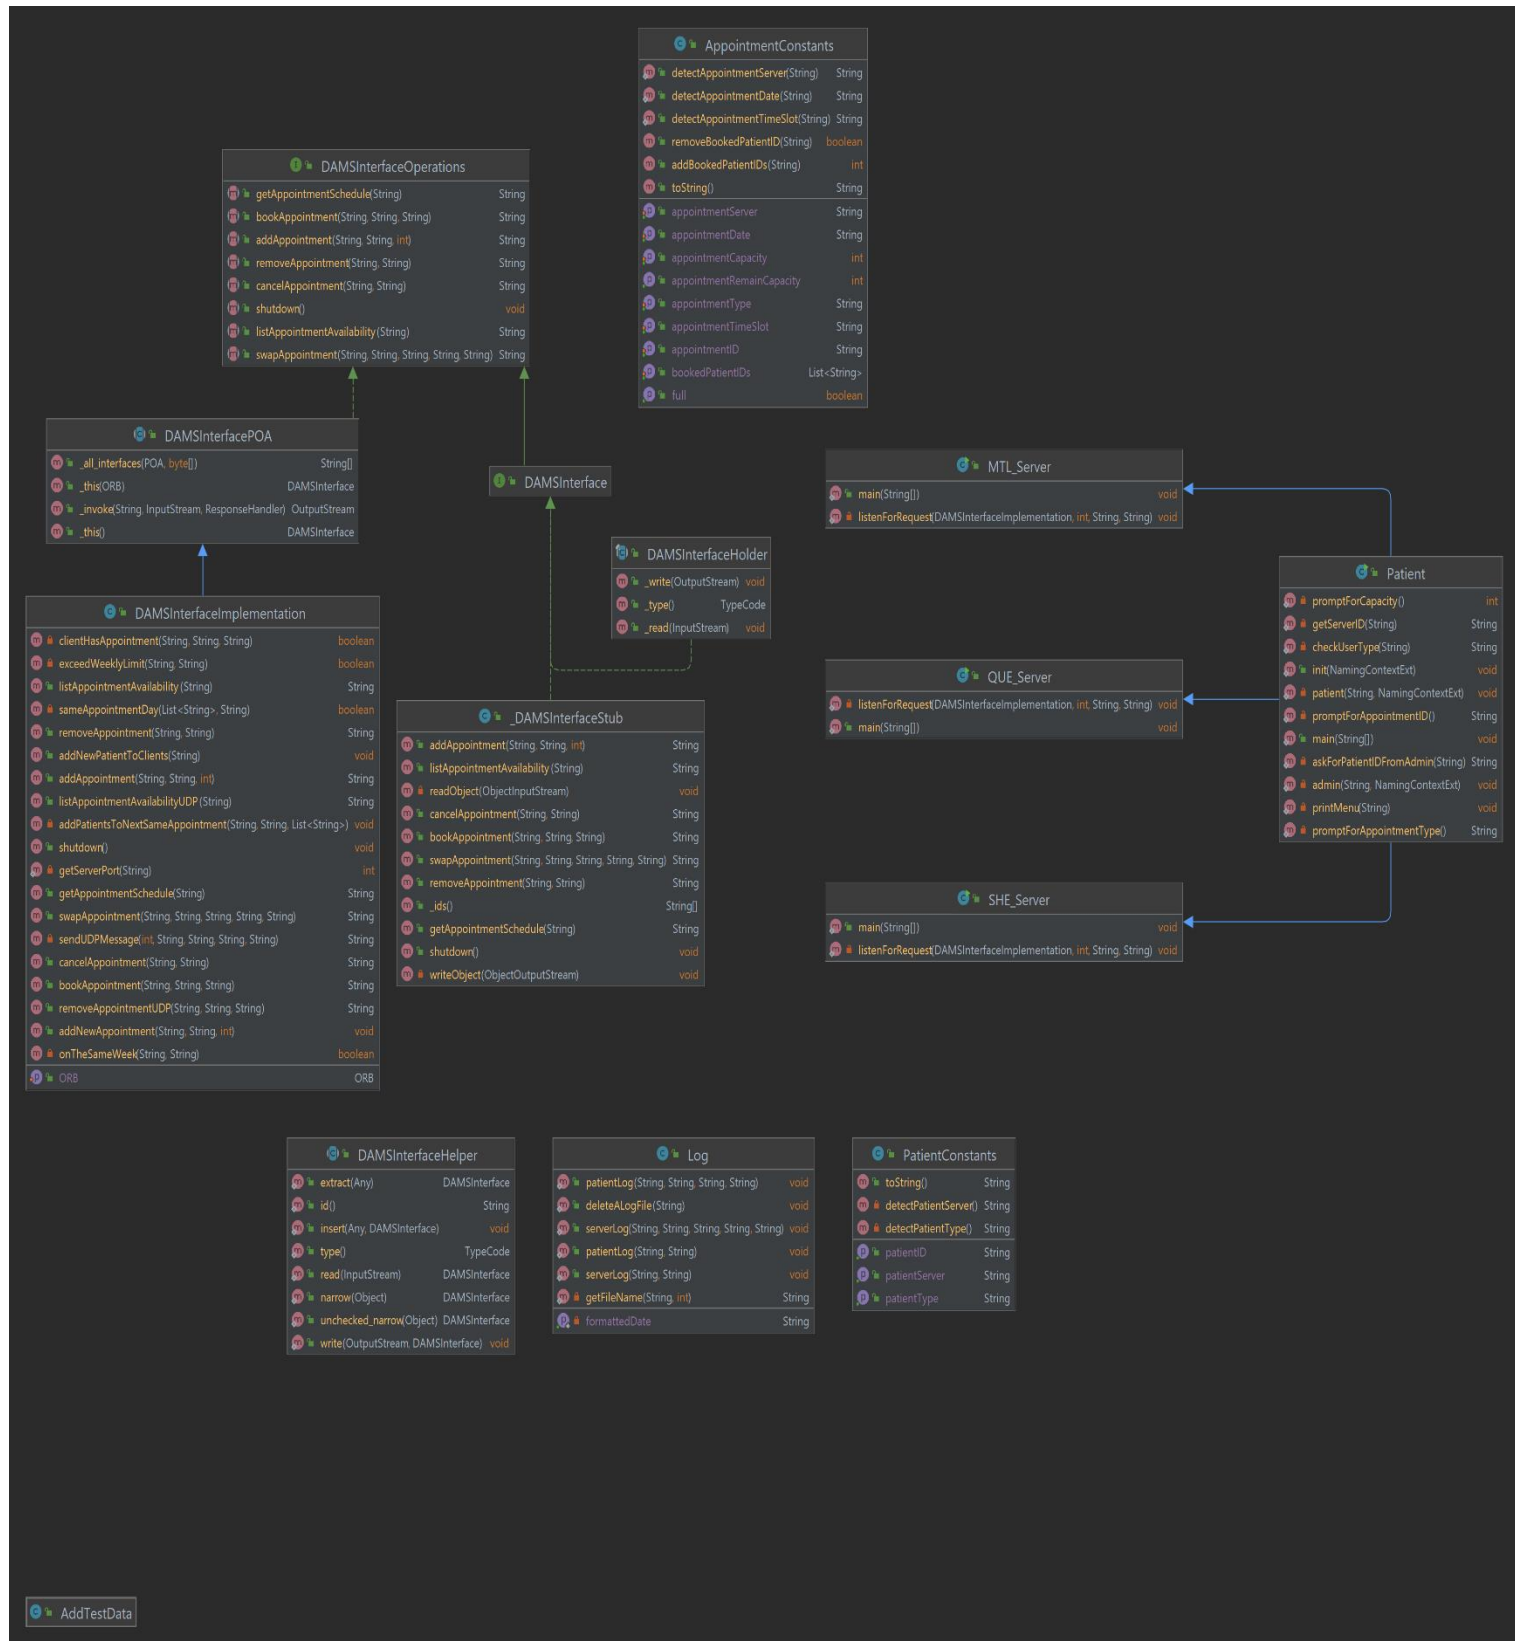 AppointmentConstants
detectAppointmentServer(String) String
detectAppointmentDate(String) String
detectAppointmentTimeSlot(String) String
removeBookedPatientID(String) boolean
addBookedPatientIDs(String) int
toString() String
appointmentServer String
appointmentDate String
appointmentCapacity int
appointmentRemainCapacity int
appointmentType String
appointmentTimeSlot String
appointmentID String
bookedPatientIDs List<String>
full boolean
DAMSInterfaceOperations
getAppointmentSchedule(String) String
bookAppointment(String, String, String) String
addAppointment(String, String, int) String
removeAppointment(String, String) String
cancelAppointment(String, String) String
shutdown() void
listAppointmentAvailability(String) String
swapAppointment(String, String, String, String, String) String
DAMSInterfacePOA
_all_interfaces(POA, byte[]) String[]
_this(ORB) DAMSInterface
_invoke(String, InputStream, ResponseHandler) OutputStream
_this() DAMSInterface
DAMSInterface
MTL_Server
main(String[]) void
listenForRequest(DAMSInterfaceImplementation, int, String, String) void
DAMSInterfaceHolder
_write(OutputStream) void
_type() TypeCode
_read(InputStream) void
Patient
promptForCapacity() int
getServerID(String) String
checkUserType(String) String
init(NamingContextExt) void
patient(String, NamingContextExt) void
promptForAppointmentID() String
main(String[]) void
askForPatientIDFromAdmin(String) String
admin(String, NamingContextExt) void
printMenu(String) void
promptForAppointmentType() String
DAMSInterfaceImplementation
clientHasAppointment(String, String, String) boolean
exceedWeeklyLimit(String, String) boolean
listAppointmentAvailability(String) String
sameAppointmentDay(List<String>, String) boolean
removeAppointment(String, String) String
addNewPatientToClients(String) void
addAppointment(String, String, int) String
listAppointmentAvailabilityUDP(String) String
addPatientsToNextSameAppointment(String, String, List<String>) void
shutdown() void
getServerPort(String) int
getAppointmentSchedule(String) String
swapAppointment(String, String, String, String, String) String
sendUDPMessage(int, String, String, String, String) String
cancelAppointment(String, String) String
bookAppointment(String, String, String) String
removeAppointmentUDP(String, String, String) String
addNewAppointment(String, String, int) void
onTheSameWeek(String, String) boolean
ORB ORB
QUE_Server
listenForRequest(DAMSInterfaceImplementation, int, String, String) void
main(String[]) void
_DAMSInterfaceStub
addAppointment(String, String, int) String
listAppointmentAvailability(String) String
readObject(ObjectInputStream) void
cancelAppointment(String, String) String
bookAppointment(String, String, String) String
swapAppointment(String, String, String, String, String) String
removeAppointment(String, String) String
_ids() String[]
getAppointmentSchedule(String) String
shutdown() void
writeObject(ObjectOutputStream) void
SHE_Server
main(String[]) void
listenForRequest(DAMSInterfaceImplementation, int, String, String) void
DAMSInterfaceHelper
extract(Any) DAMSInterface
id() String
insert(Any, DAMSInterface) void
type() TypeCode
read(InputStream) DAMSInterface
narrow(Object) DAMSInterface
unchecked_narrow(Object) DAMSInterface
write(OutputStream, DAMSInterface) void
Log
patientLog(String, String, String, String) void
deleteALogFile(String) void
serverLog(String, String, String, String, String) void
patientLog(String, String) void
serverLog(String, String) void
getFileName(String, int) String
formattedDate String
PatientConstants
toString() String
detectPatientServer() String
detectPatientType() String
patientID String
patientServer String
patientType String
AddTestData